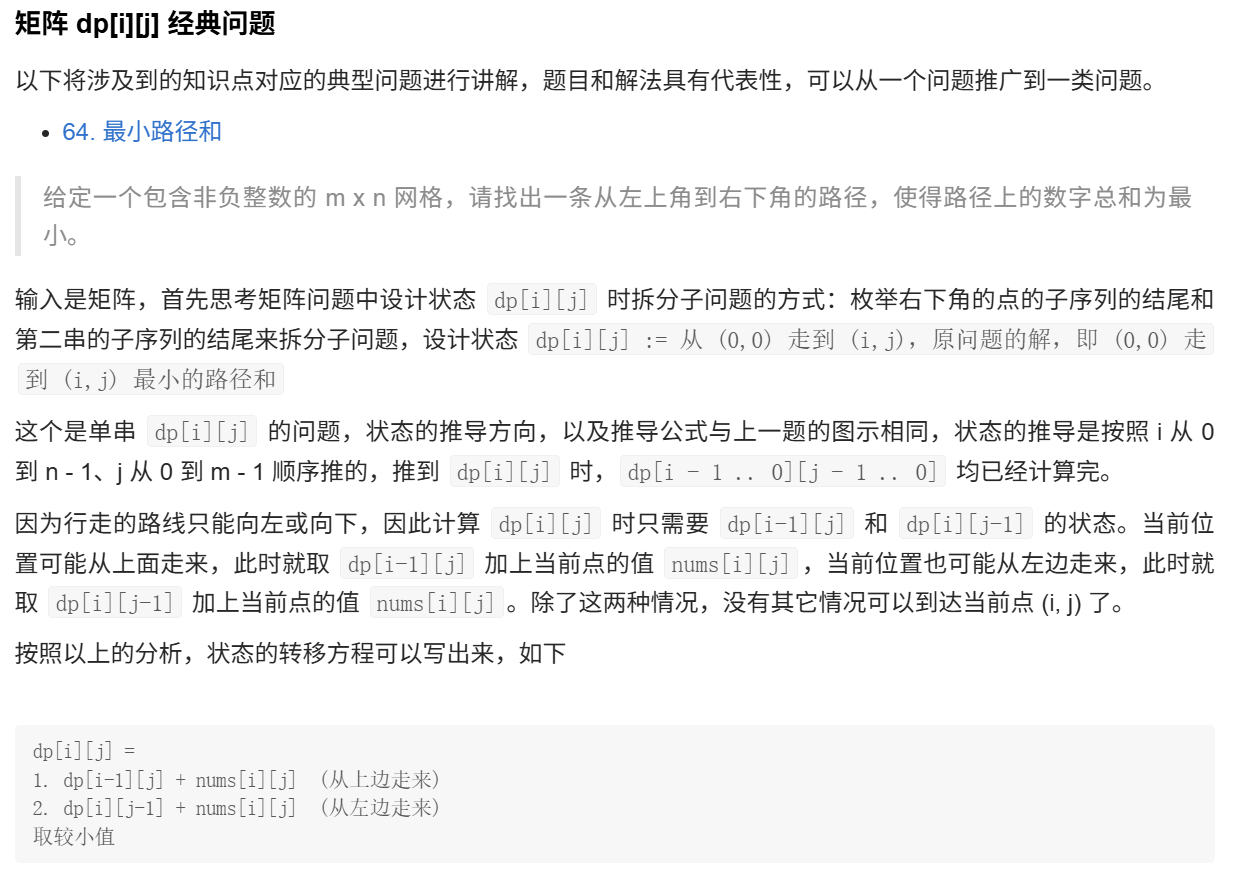 矩阵 dp[i][j] 经典问题
以下将涉及到的知识点对应的典型问题进行讲解，题目和解法具有代表性，可以从一个问题推广到一类问题。
• 64. 最小路径和
给定一个包含非负整数的 m x n 网格，请找出一条从左上角到右下角的路径，使得路径上的数字总和为最
小。
输入是矩阵，首先思考矩阵问题中设计状态 dp[i][j] 时拆分子问题的方式：枚举右下角的点的子序列的结尾和
第二串的子序列的结尾来拆分子问题，设计状态 dp[i][j] := 从 (0,0) 走到 (i,j)，原问题的解，即 (0,0) 走
到 (i,j) 最小的路径和
这个是单串 dp[i][j] 的问题，状态的推导方向，以及推导公式与上一题的图示相同，状态的推导是按照 i 从 0
到 n - 1、j 从 0 到 m - 1 顺序推的，推到 dp[i][j] 时，dp[i - 1 .. 0][j - 1 .. 0] 均已经计算完。
因为行走的路线只能向左或向下，因此计算 dp[i][j] 时只需要 dp[i-1][j] 和 dp[i][j-1] 的状态。当前位
置可能从上面走来，此时就取 dp[i-1][j] 加上当前点的值 nums[i][j]，当前位置也可能从左边走来，此时就
取 dp[i][j-1] 加上当前点的值 nums[i][j]。除了这两种情况，没有其它情况可以到达当前点 (i, j) 了。
按照以上的分析，状态的转移方程可以写出来，如下
dp[i][j] =
1. dp[i-1][j] + nums[i][j] （从上边走来）
2. dp[i][j-1] + nums[i][j] （从左边走来）
取较小值